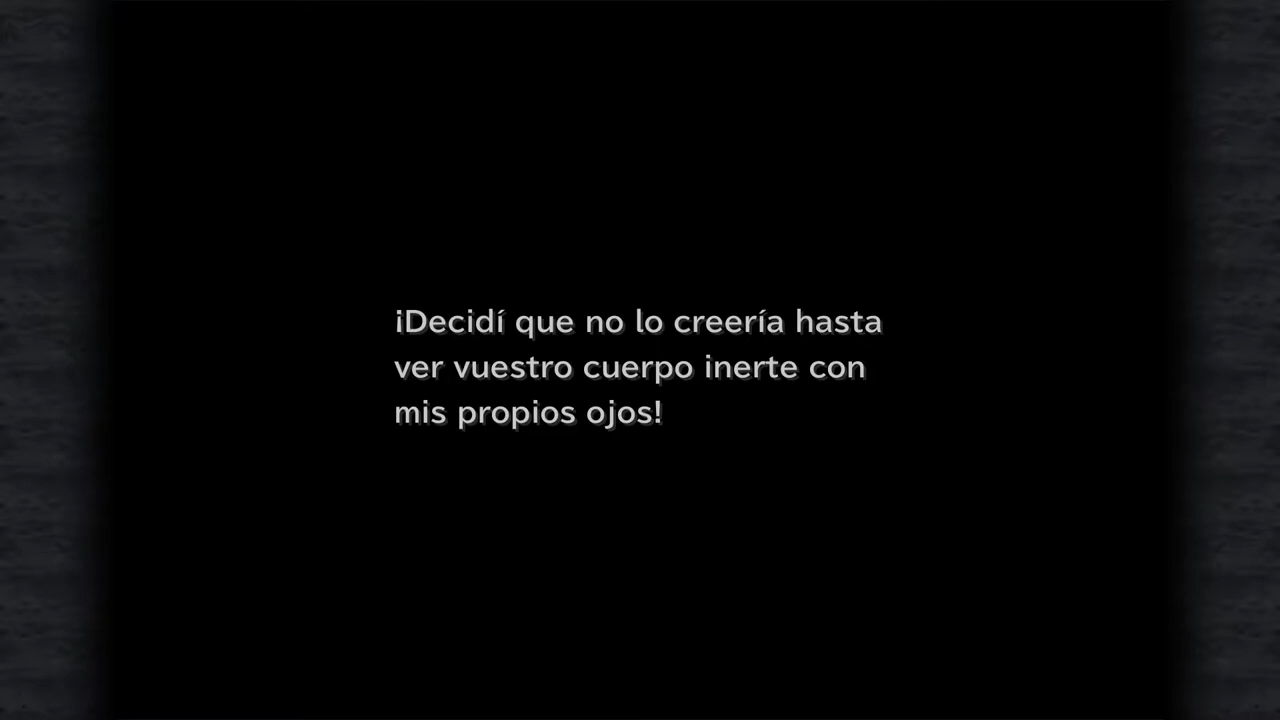 ¡Decidí que no lo creería hasta
ver vuestro cuerpo inerte con
mis propios ojos!